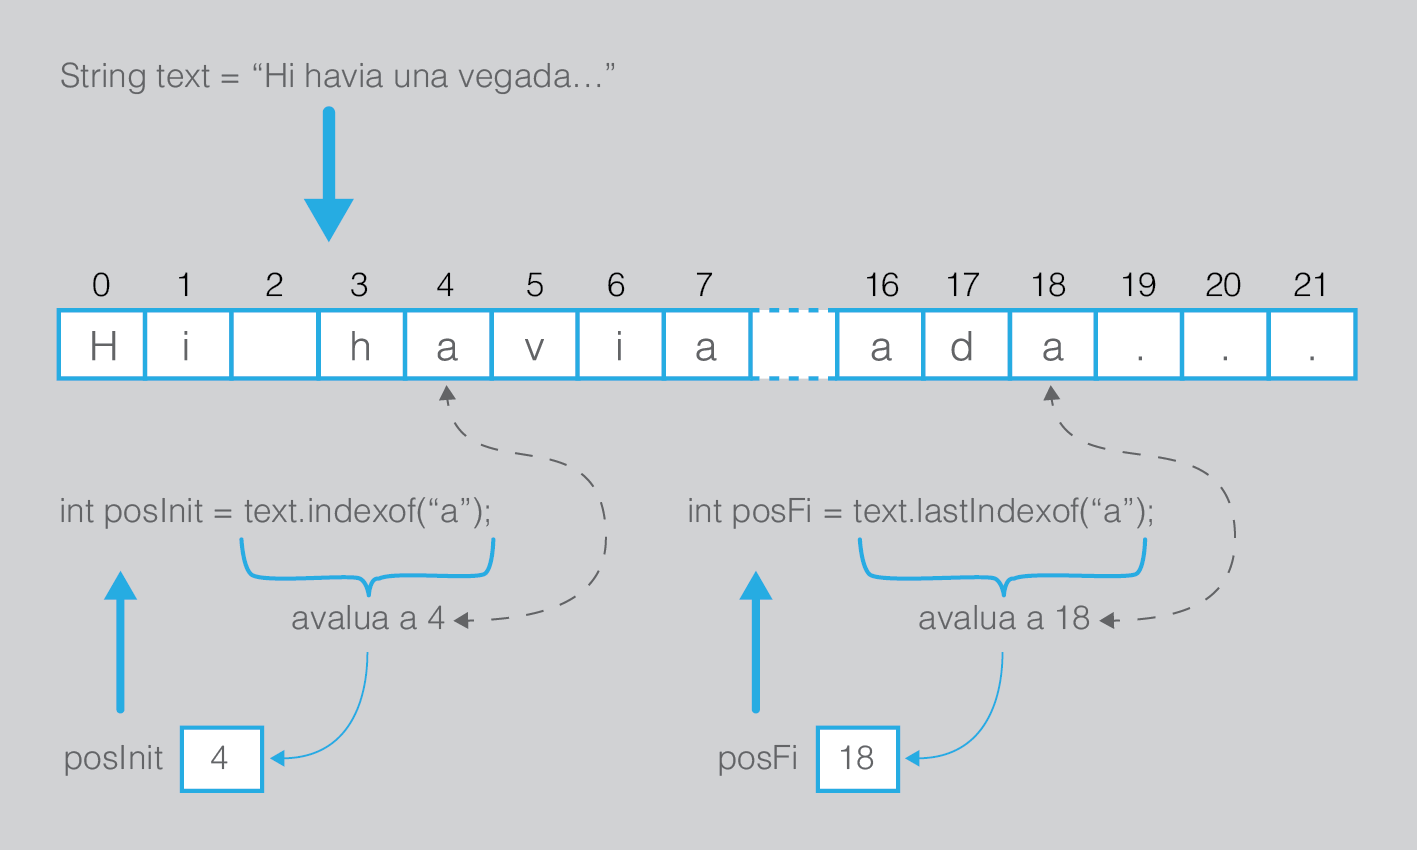 String text = “Hi havia una vegada...”
0 1 2 3 4 5 6 7 16 17 18 19 20 21
H i h a v i a a d a . . .
int posInit = text.indexof(“a”); int posFi = text.lastIndexof(“a”);
avalua a 4 avalua a 18
posInit 4 posFi 18